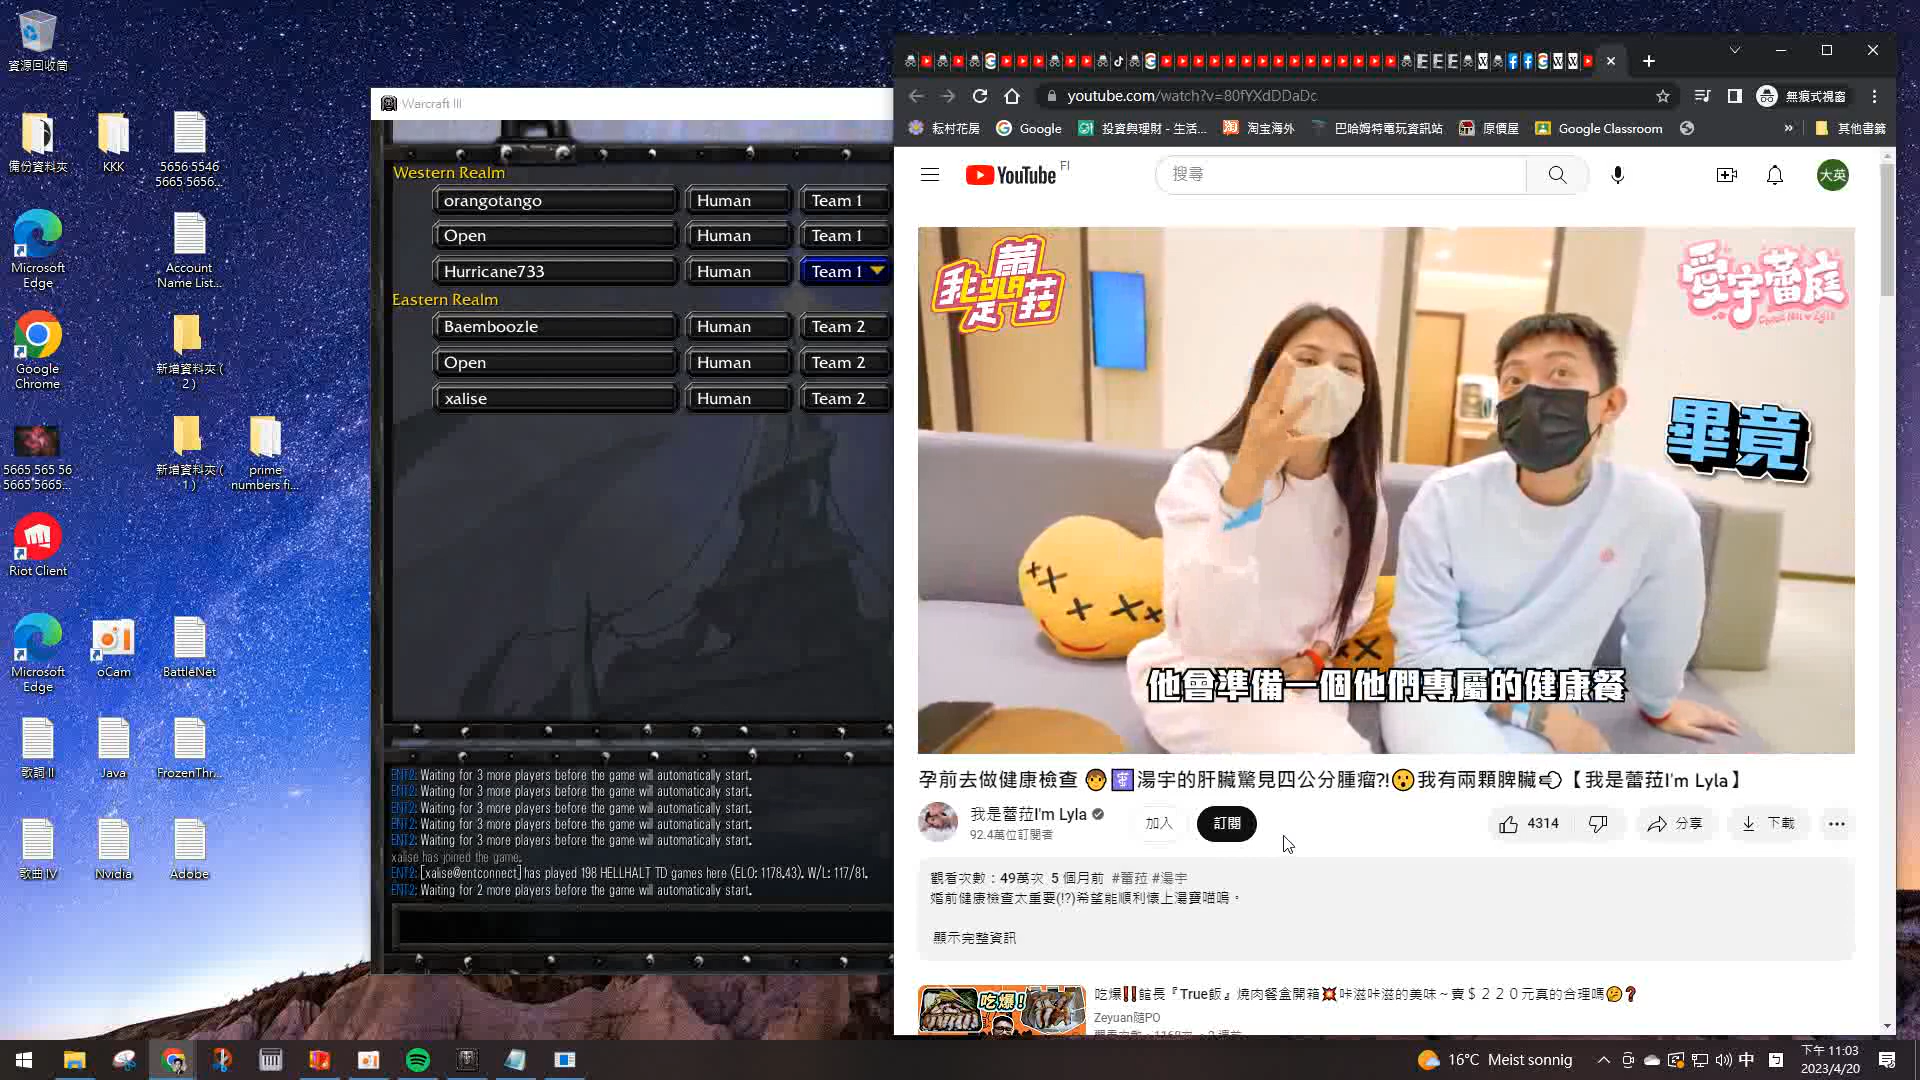 資源回收筒
備份資料夾
KKK
5656 5546
5665 5656...
Microsoft
Edge
Account
Name List...
Google
Chrome
新增資料夾 (
2 )
5665 565 56
5665 5665...
新增資料夾 (
1 )
prime
numbers fi...
Riot Client
Microsoft
Edge
oCam
BattleNet
歌詞 II
Java
FrozenThr...
歌曲 IV
Nvidia
Adobe
Warcraft III
Western Realm
orangotango Human Team 1
Open Human Team 1
Hurricane733 Human Team 1
Eastern Realm
Baemboozle Human Team 2
Open Human Team 2
xalise Human Team 2
ENT2: Waiting for 3 more players before the game will automatically start.
ENT2: Waiting for 3 more players before the game will automatically start.
ENT2: Waiting for 3 more players before the game will automatically start.
ENT2: Waiting for 3 more players before the game will automatically start.
ENT2: Waiting for 3 more players before the game will automatically start.
xalise has joined the game.
ENT2: [xalise@entconnect] has played 198 HELLHALT TD games here (ELO: 1178.43). W/L: 117/81.
ENT2: Waiting for 2 more players before the game will automatically start.
youtube.com/watch?v=80fYXdDDaDc
無痕式視窗
耘村花房 Google 投資與理財 - 生活... 淘宝海外 巴哈姆特電玩資訊站 原價屋 Google Classroom » 其他書籤
YouTube FI
搜尋
大英
我是蕾菈
愛宇蕾庭
畢竟
他會準備一個他們專屬的健康餐
孕前去做健康檢查 🧑⚕️湯宇的肝臟驚見四公分腫瘤?!😮我有兩顆脾臟💨【我是蕾菈I'm Lyla】
我是蕾菈I'm Lyla
92.4萬位訂閱者
加入
訂閱
4314
分享
下載
觀看次數：49萬次 5 個月前 #蕾菈 #湯宇
婚前健康檢查太重要(!?)希望能順利懷上湯寶喵嗚。
顯示完整資訊
吃爆！
吃爆‼️館長『True飯』燒肉餐盒開箱💥咔滋咔滋的美味～賣＄２２０元真的合理嗎🤔❓
Zeyuan隨PO
16°C Meist sonnig
中
下午 11:03
2023/4/20